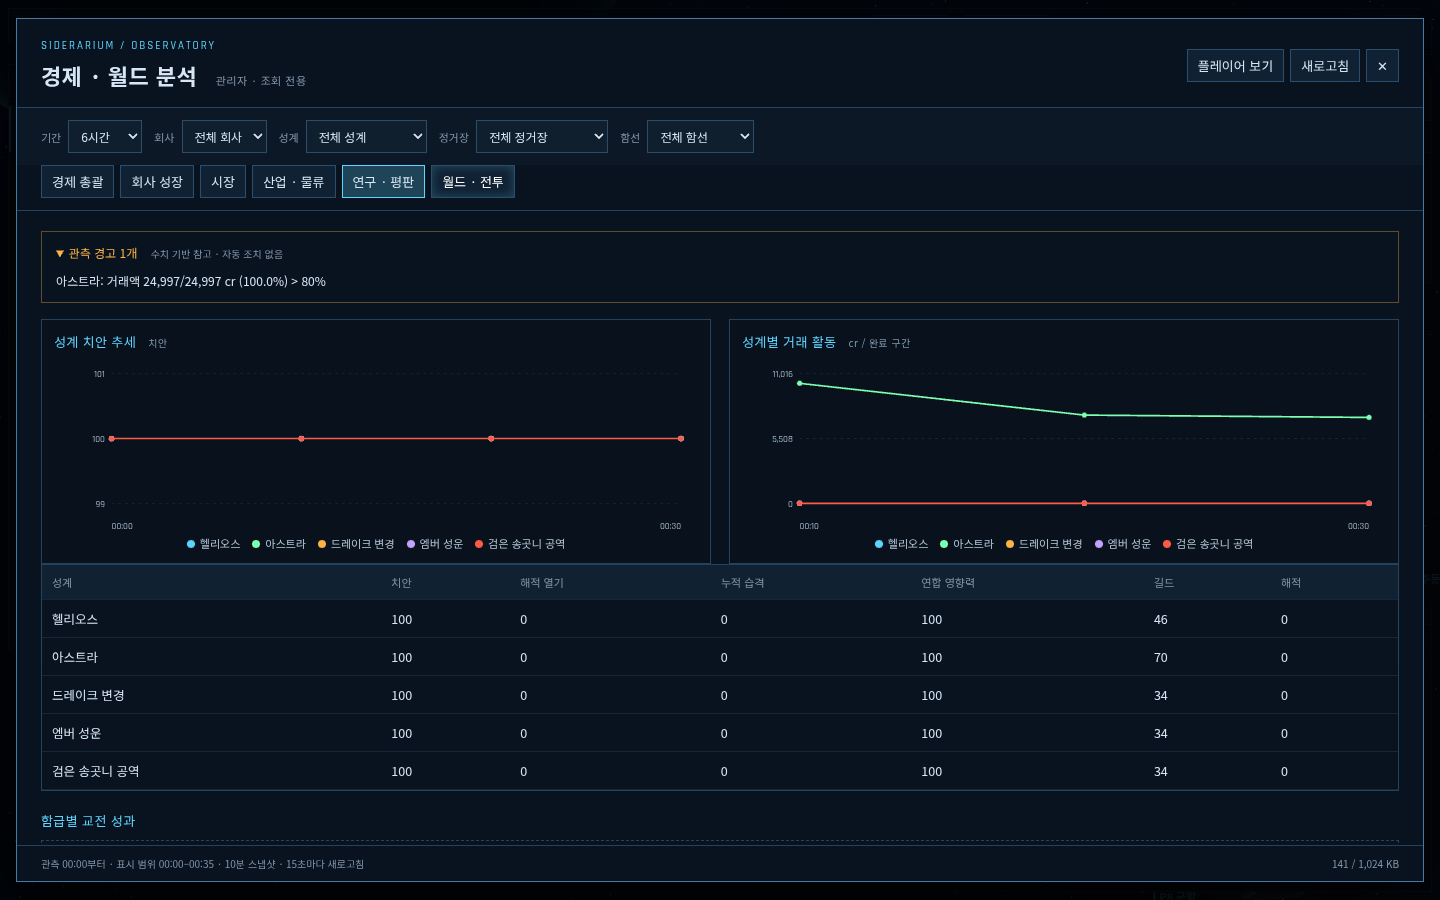 SIDERARIUM / OBSERVATORY
경제 · 월드 분석 관리자 · 조회 전용
플레이어 보기 새로고침 ✕
기간 6시간 회사 전체 회사 성계 전체 성계 정거장 전체 정거장 함선 전체 함선
경제 총괄 회사 성장 시장 산업 · 물류 연구 · 평판 월드 · 전투
▼ 관측 경고 1개 수치 기반 참고 · 자동 조치 없음
아스트라: 거래액 24,997/24,997 cr (100.0%) > 80%
성계 치안 추세 치안
101
100
99
00:00 00:30
헬리오스 아스트라 드레이크 변경 엠버 성운 검은 송곳니 공역
성계별 거래 활동 cr / 완료 구간
11,016
5,508
0
00:10 00:30
헬리오스 아스트라 드레이크 변경 엠버 성운 검은 송곳니 공역
성계 치안 해적 열기 누적 습격 연합 영향력 길드 해적
헬리오스 100 0 0 100 46 0
아스트라 100 0 0 100 70 0
드레이크 변경 100 0 0 100 34 0
엠버 성운 100 0 0 100 34 0
검은 송곳니 공역 100 0 0 100 34 0
함급별 교전 성과
관측 00:00부터 · 표시 범위 00:00–00:35 · 10분 스냅샷 · 15초마다 새로고침
141 / 1,024 KB